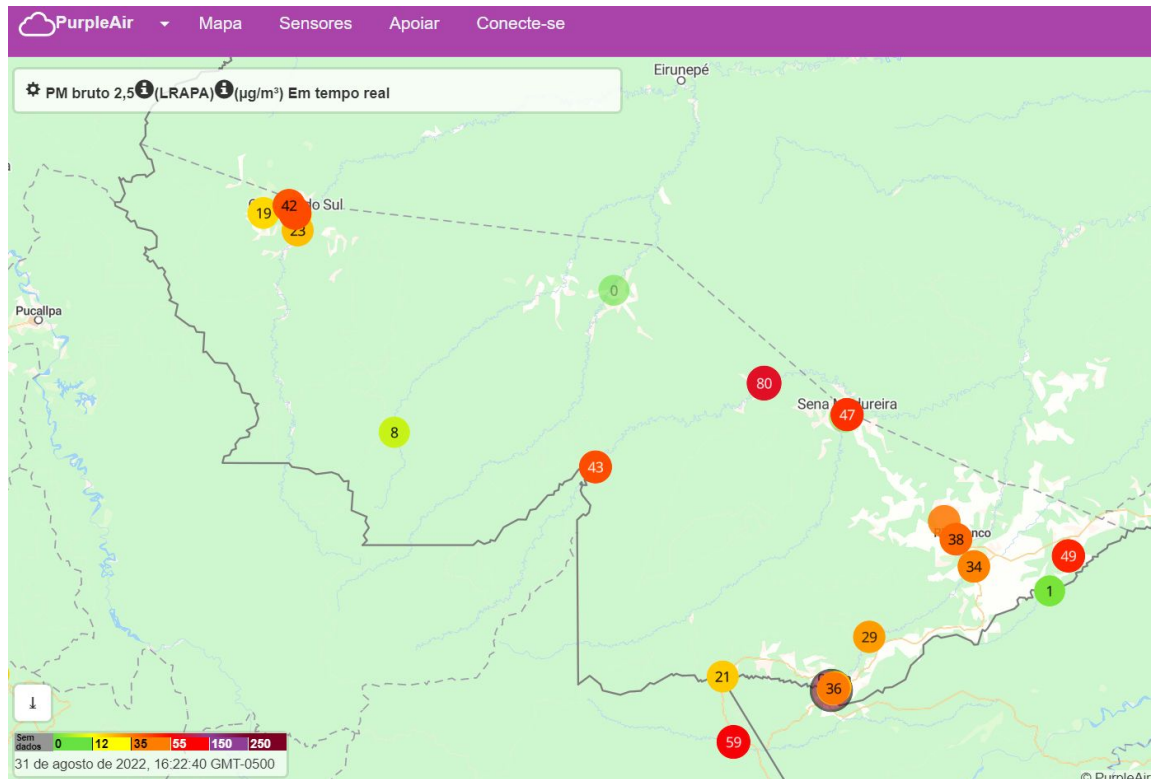 PurpleAir Mapa Sensores Apoiar Conecte-se
Eirunepé
PM bruto 2,5 (LRAPA) (µg/m³) Em tempo real
42 do Sul
19
23
0
Pucallpa
80
Sena M dureira
47
8
43
38 nco
49
34
1
29
21
36
59
Sem dados 0 12 35 55 150 250
31 de agosto de 2022, 16:22:40 GMT-0500
© PurpleAir